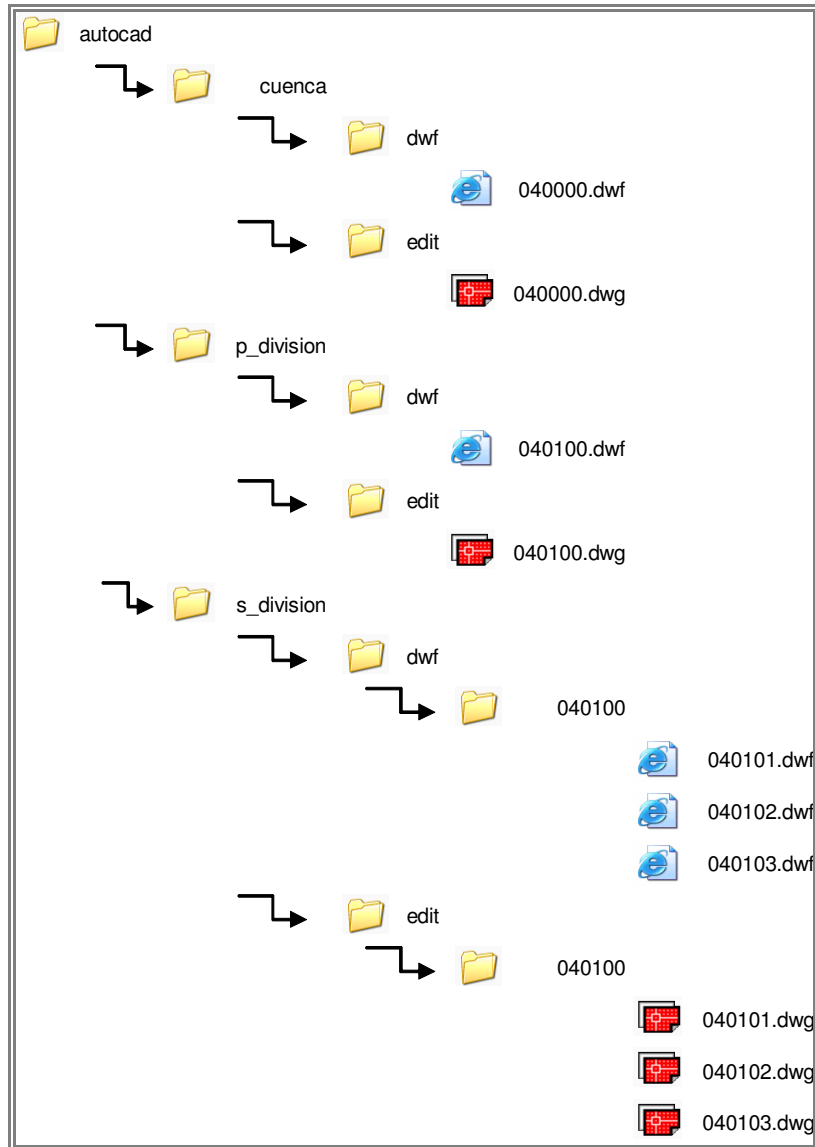 autocad
cuenca
dwf
040000.dwf
edit
040000.dwg
p_division
dwf
040100.dwf
edit
040100.dwg
s_division
dwf
040100
040101.dwf
040102.dwf
040103.dwf
edit
040100
040101.dwg
040102.dwg
040103.dwg